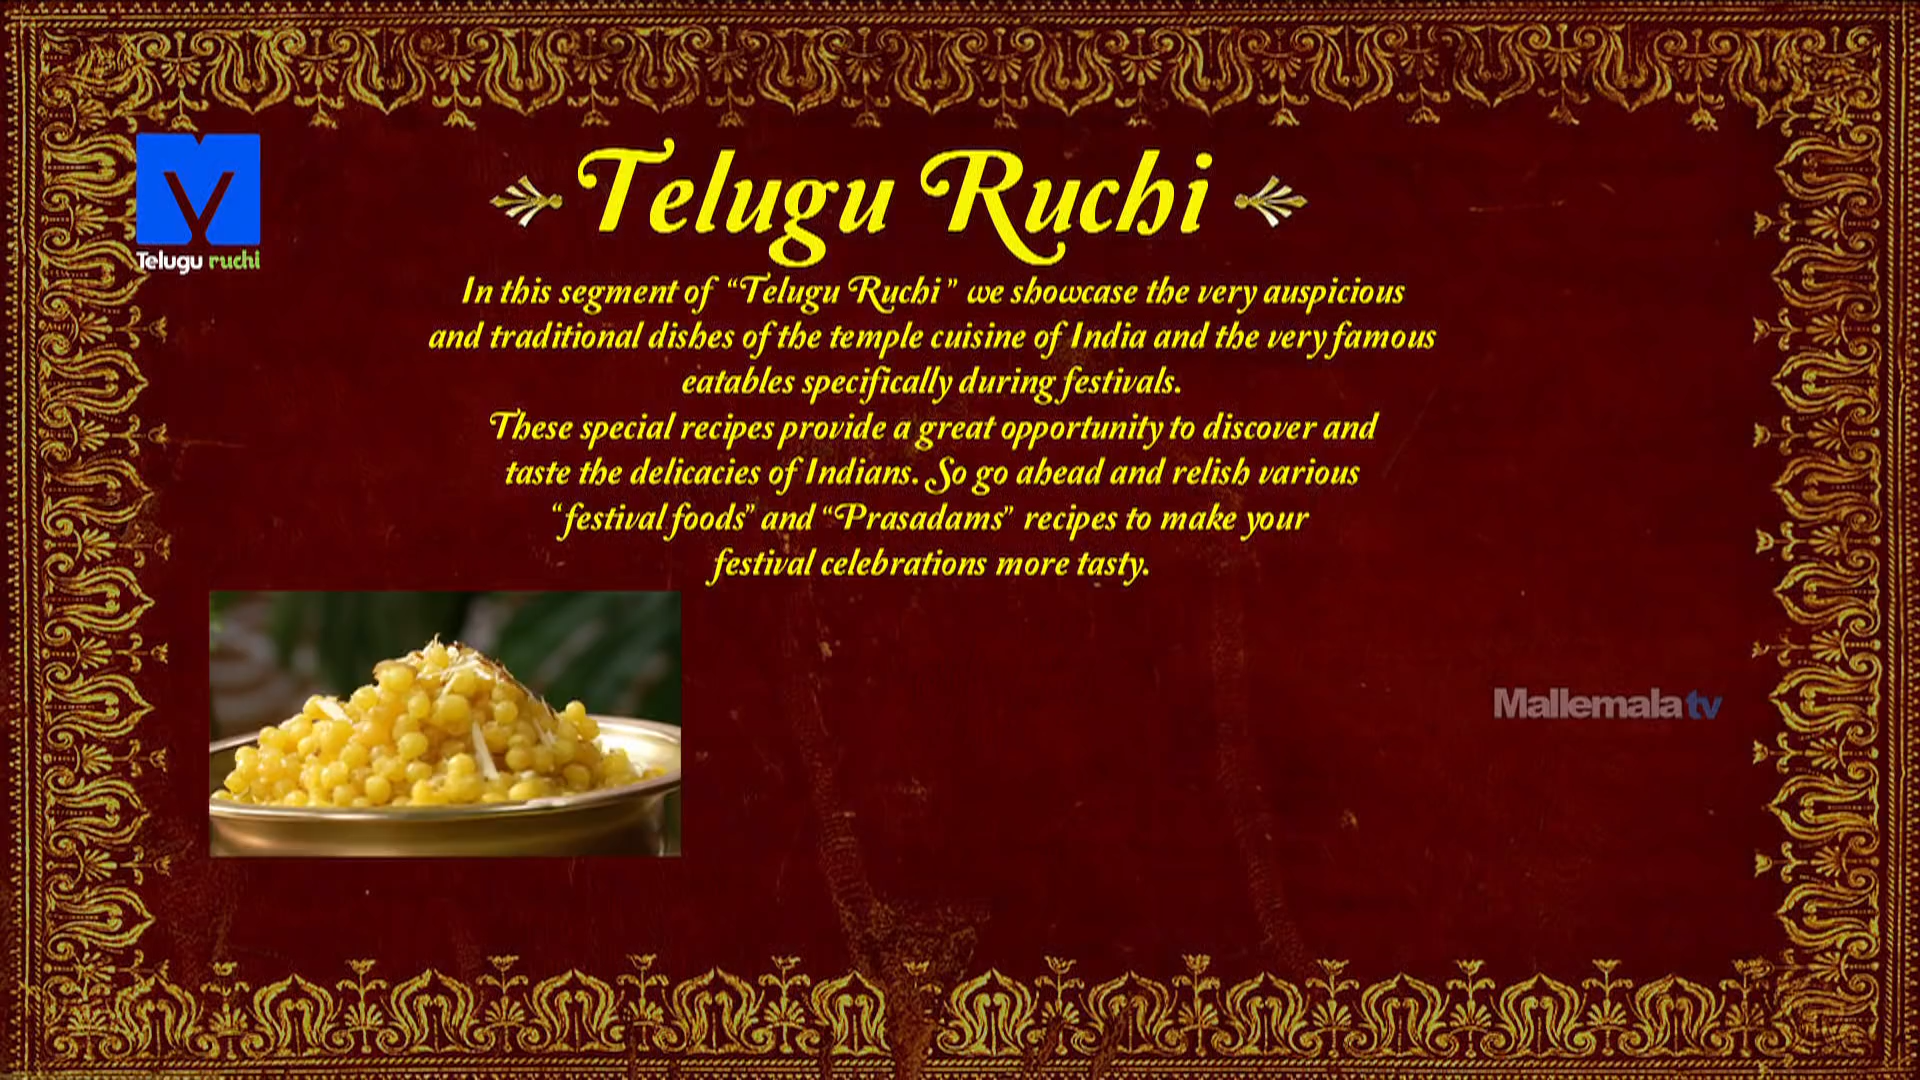 Telugu ruchi
Telugu Ruchi
In this segment of “Telugu Ruchi ” we showcase the very auspicious
and traditional dishes of the temple cuisine of India and the very famous
eatables specifically during festivals.
These special recipes provide a great opportunity to discover and
taste the delicacies of Indians. So go ahead and relish various
“festival foods” and “Prasadams” recipes to make your
festival celebrations more tasty.
Mallemala tv